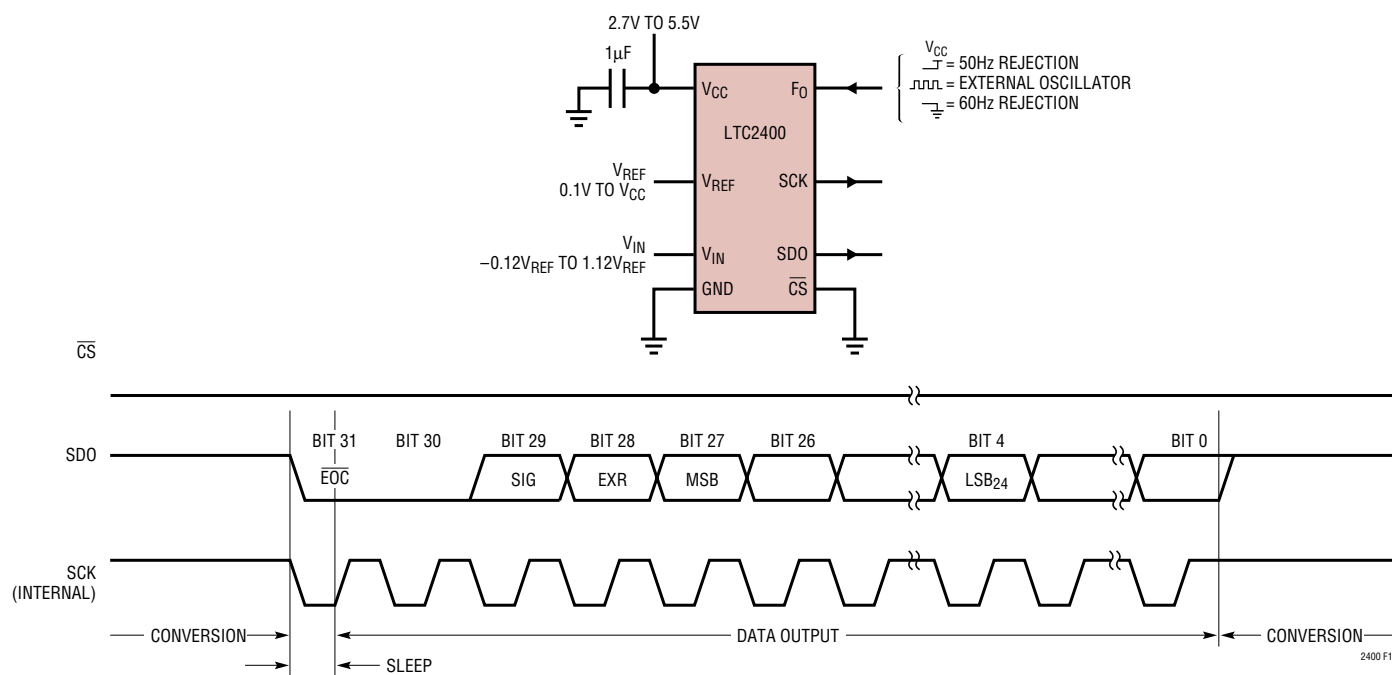 2.7V TO 5.5V
1μF
VCC
FO
LTC2400
VREF
SCK
VIN
SDO
GND
CS
VREF
0.1V TO VCC
VIN
–0.12VREF TO 1.12VREF
VCC
= 50Hz REJECTION
= EXTERNAL OSCILLATOR
= 60Hz REJECTION
CS
BIT 31 BIT 30 BIT 29 BIT 28 BIT 27 BIT 26 BIT 4 BIT 0
SDO
EOC SIG EXR MSB LSB24
SCK
(INTERNAL)
CONVERSION DATA OUTPUT CONVERSION
SLEEP
2400 F1